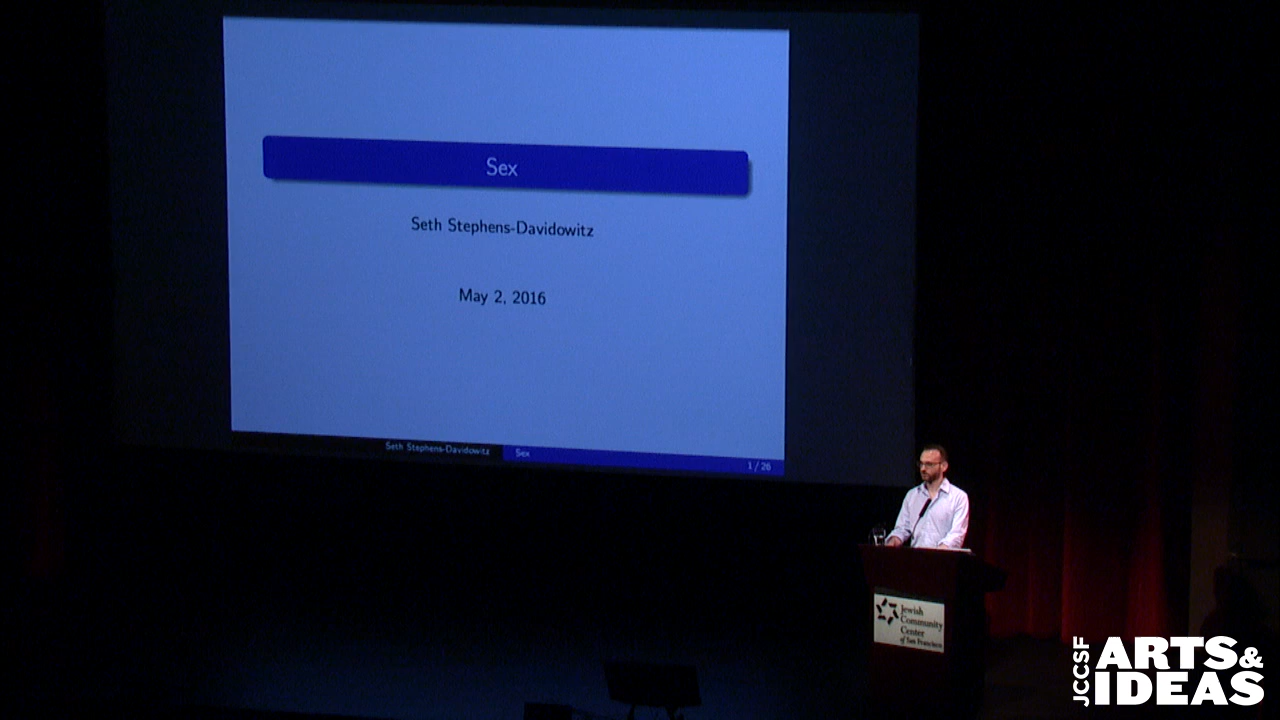 Sex
Seth Stephens-Davidowitz
May 2, 2016
Seth Stephens-Davidowitz
Sex
1 / 26
Jewish
Community
Center
of San Francisco
JCCSF
ARTS&
IDEAS